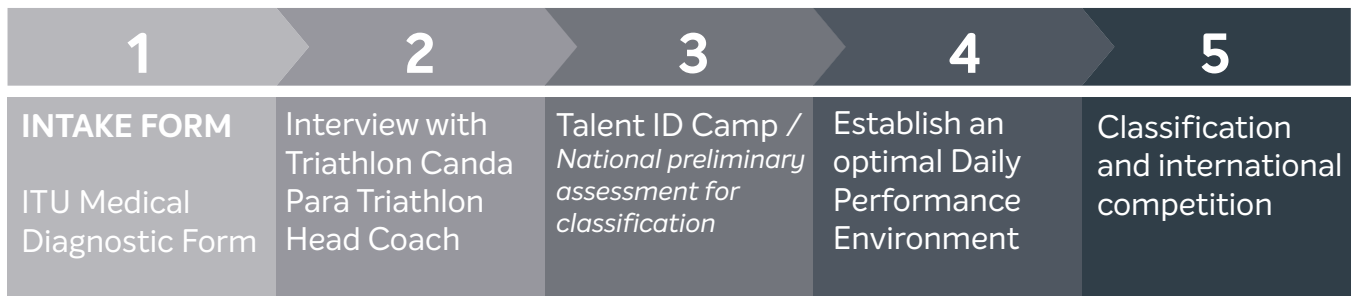 1
INTAKE FORM
ITU Medical
Diagnostic Form
2
Interview with
Triathlon Canda
Para Triathlon
Head Coach
3
Talent ID Camp /
National preliminary
assessment for
classification
4
Establish an
optimal Daily
Performance
Environment
5
Classification
and international
competition